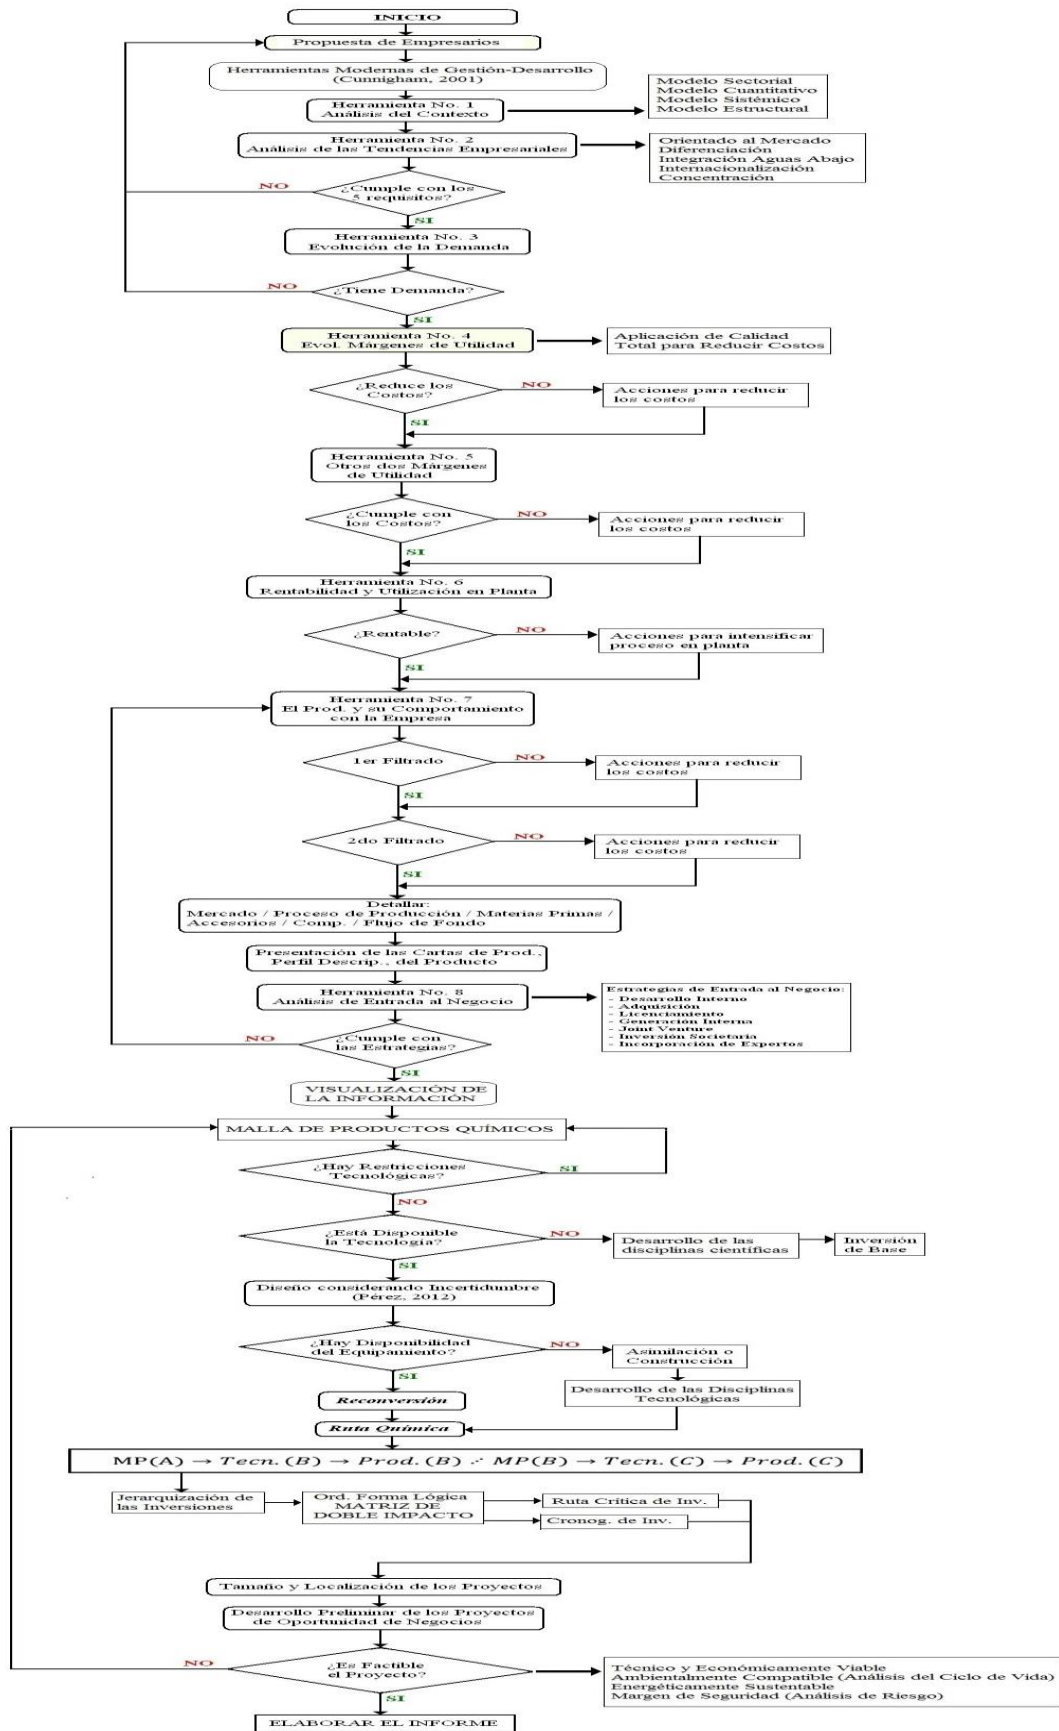 INICIO
Propuesta de Empresarios
Herramientas Modernas de Gestión-Desarrollo
(Cunnigham, 2001)
Herramienta No. 1
Análisis del Contexto
Modelo Sectorial
Modelo Cuantitativo
Modelo Sistémico
Modelo Estructural
Herramienta No. 2
Análisis de las Tendencias Empresariales
Orientado al Mercado
Diferenciación
Integración Aguas Abajo
Internacionalización
Concentración
NO
¿Cumple con los
5 requisitos?
SI
Herramienta No. 3
Evolución de la Demanda
NO
¿Tiene Demanda?
SI
Herramienta No. 4
Evol. Márgenes de Utilidad
Aplicación de Calidad
Total para Reducir Costos
¿Reduce los
Costos?
NO
Acciones para reducir
los costos
SI
Herramienta No. 5
Otros dos Márgenes
de Utilidad
¿Cumple con
los Costos?
NO
Acciones para reducir
los costos
SI
Herramienta No. 6
Rentabilidad y Utilización en Planta
¿Rentable?
NO
Acciones para intensificar
proceso en planta
SI
Herramienta No. 7
El Prod. y su Comportamiento
con la Empresa
1er Filtrado
NO
Acciones para reducir
los costos
SI
2do Filtrado
NO
Acciones para reducir
los costos
SI
Detallar:
Mercado / Proceso de Producción / Materias Primas /
Accesorios / Comp. / Flujo de Fondo
Presentación de las Cartas de Prod.,
Perfil Descrip., del Producto
Herramienta No. 8
Análisis de Entrada al Negocio
Estrategias de Entrada al Negocio:
- Desarrollo Interno
- Adquisición
- Licenciamiento
- Generación Interna
- Joint Venture
- Inversión Societaria
- Incorporación de Expertos
NO
¿Cumple con
las Estrategias?
SI
VISUALIZACIÓN DE
LA INFORMACIÓN
MALLA DE PRODUCTOS QUÍMICOS
¿Hay Restricciones
Tecnológicas?
SI
NO
¿Está Disponible
la Tecnología?
NO
Desarrollo de las
disciplinas científicas
Inversión
de Base
SI
Diseño considerando Incertidumbre
(Pérez, 2012)
¿Hay Disponibilidad
del Equipamiento?
NO
Asimilación o
Construcción
SI
Desarrollo de las Disciplinas
Tecnológicas
Reconversión
Ruta Química
MP(A) → Tecn.(B) → Prod.(B) ∴ MP(B) → Tecn.(C) → Prod.(C)
Jerarquización de
las Inversiones
Ord. Forma Lógica
MATRIZ DE
DOBLE IMPACTO
Ruta Crítica de Inv.
Cronog. de Inv.
Tamaño y Localización de los Proyectos
Desarrollo Preliminar de los Proyectos
de Oportunidad de Negocios
NO
¿Es Factible
el Proyecto?
Técnico y Económicamente Viable
Ambientalmente Compatible (Análisis del Ciclo de Vida)
Energéticamente Sustentable
Margen de Seguridad (Análisis de Riesgo)
SI
ELABORAR EL INFORME